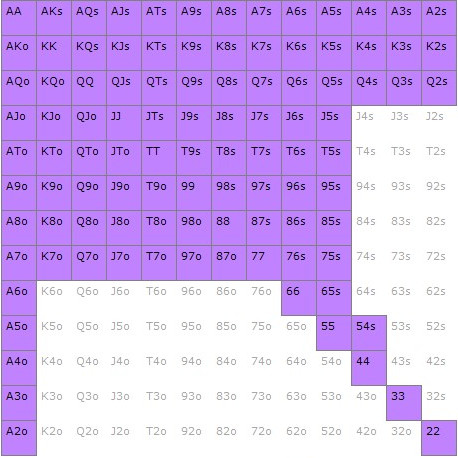 AA AKs AQs AJs ATs A9s A8s A7s A6s A5s A4s A3s A2s
AKo KK KQs KJs KTs K9s K8s K7s K6s K5s K4s K3s K2s
AQo KQo QQ QJs QTs Q9s Q8s Q7s Q6s Q5s Q4s Q3s Q2s
AJo KJo QJo JJ JTs J9s J8s J7s J6s J5s J4s J3s J2s
ATo KTo QTo JTo TT T9s T8s T7s T6s T5s T4s T3s T2s
A9o K9o Q9o J9o T9o 99 98s 97s 96s 95s 94s 93s 92s
A8o K8o Q8o J8o T8o 98o 88 87s 86s 85s 84s 83s 82s
A7o K7o Q7o J7o T7o 97o 87o 77 76s 75s 74s 73s 72s
A6o K6o Q6o J6o T6o 96o 86o 76o 66 65s 64s 63s 62s
A5o K5o Q5o J5o T5o 95o 85o 75o 65o 55 54s 53s 52s
A4o K4o Q4o J4o T4o 94o 84o 74o 64o 54o 44 43s 42s
A3o K3o Q3o J3o T3o 93o 83o 73o 63o 53o 43o 33 32s
A2o K2o Q2o J2o T2o 92o 82o 72o 62o 52o 42o 32o 22